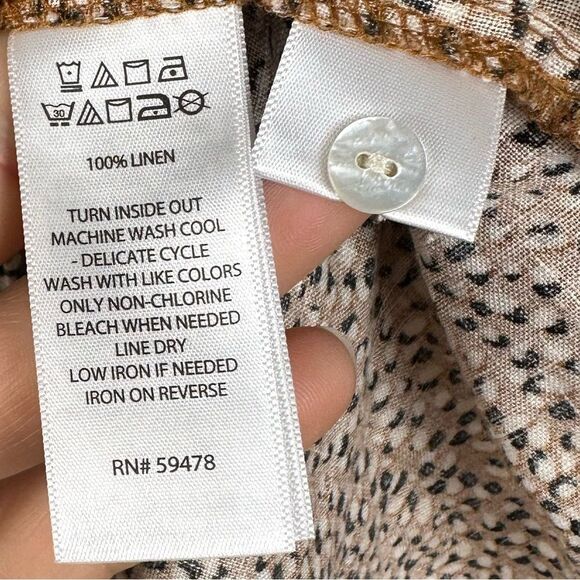 30
100% LINEN
TURN INSIDE OUT
MACHINE WASH COOL
- DELICATE CYCLE
WASH WITH LIKE COLORS
ONLY NON-CHLORINE
BLEACH WHEN NEEDED
LINE DRY
LOW IRON IF NEEDED
IRON ON REVERSE
RN# 59478